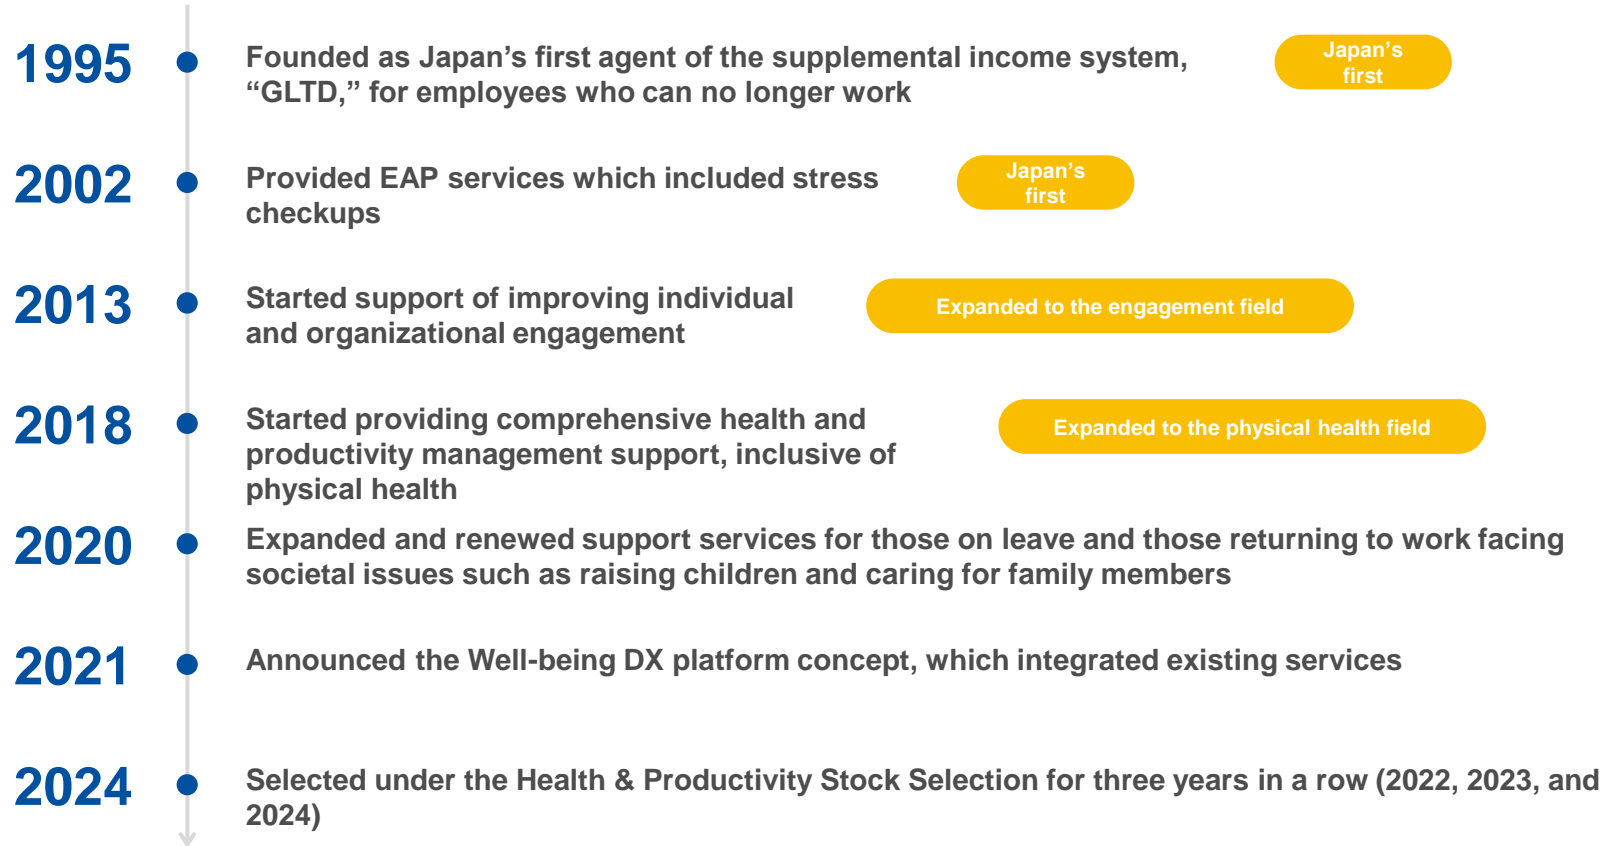 1995
Founded as Japan’s first agent of the supplemental income system,
“GLTD,” for employees who can no longer work
Japan’s
first
2002
Provided EAP services which included stress
checkups
Japan’s
first
2013
Started support of improving individual
and organizational engagement
Expanded to the engagement field
2018
Started providing comprehensive health and
productivity management support, inclusive of
physical health
Expanded to the physical health field
2020
Expanded and renewed support services for those on leave and those returning to work facing
societal issues such as raising children and caring for family members
2021
Announced the Well-being DX platform concept, which integrated existing services
2024
Selected under the Health & Productivity Stock Selection for three years in a row (2022, 2023, and
2024)